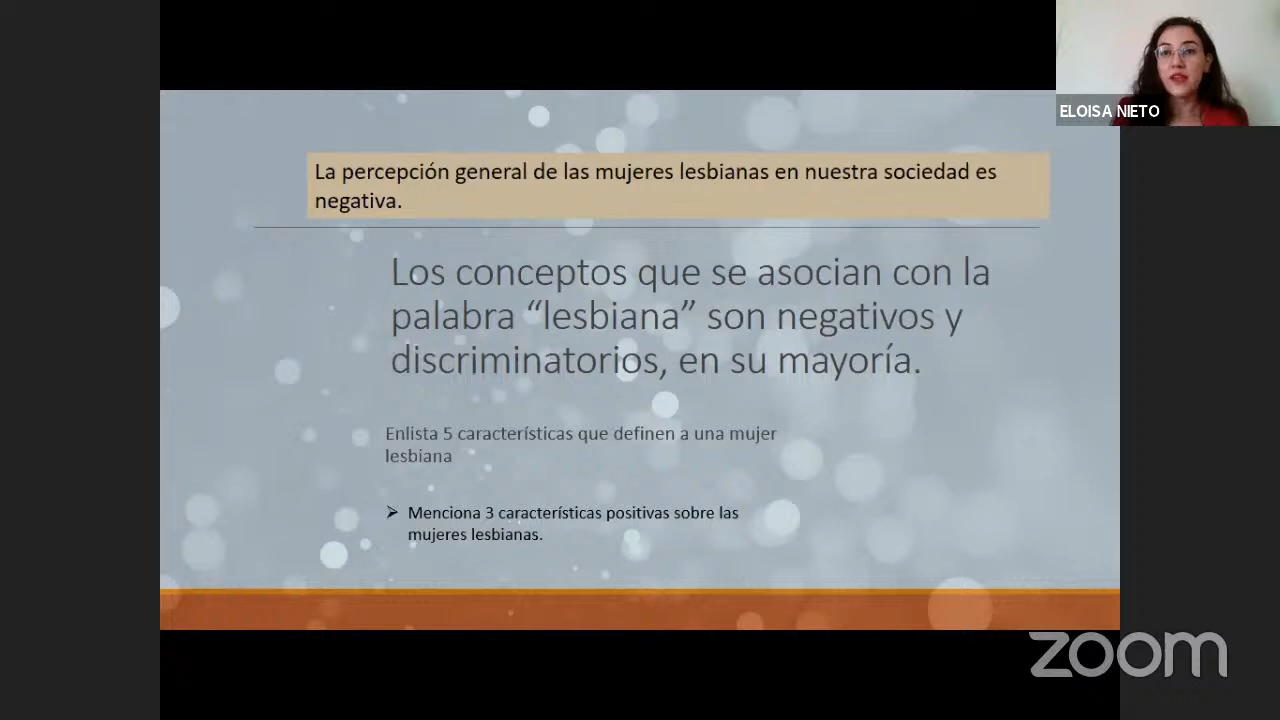 ELOISA NIETO
La percepción general de las mujeres lesbianas en nuestra sociedad es
negativa.
Los conceptos que se asocian con la
palabra “lesbiana” son negativos y
discriminatorios, en su mayoría.
Enlista 5 características que definen a una mujer
lesbiana
➢ Menciona 3 características positivas sobre las
mujeres lesbianas.
zoom